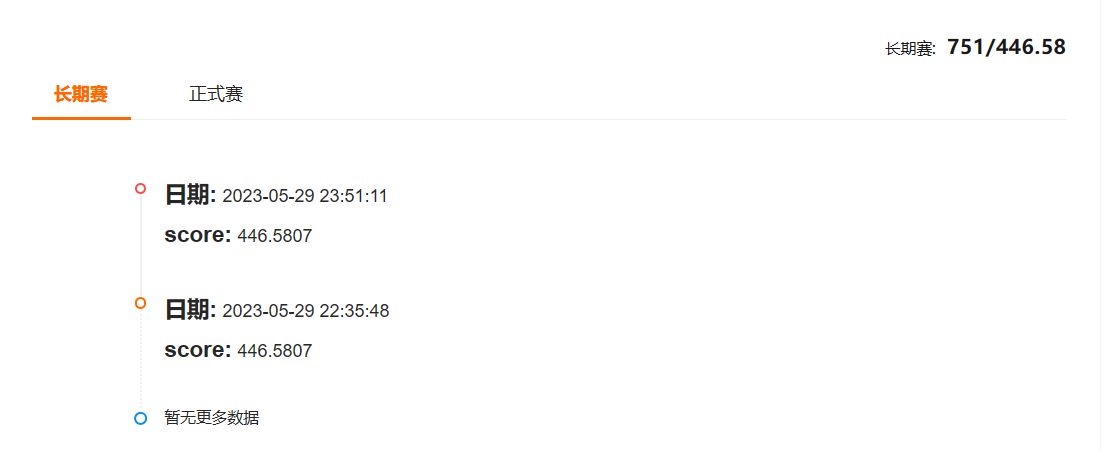 长期赛: 751/446.58
长期赛 正式赛
日期: 2023-05-29 23:51:11
score: 446.5807
日期: 2023-05-29 22:35:48
score: 446.5807
暂无更多数据